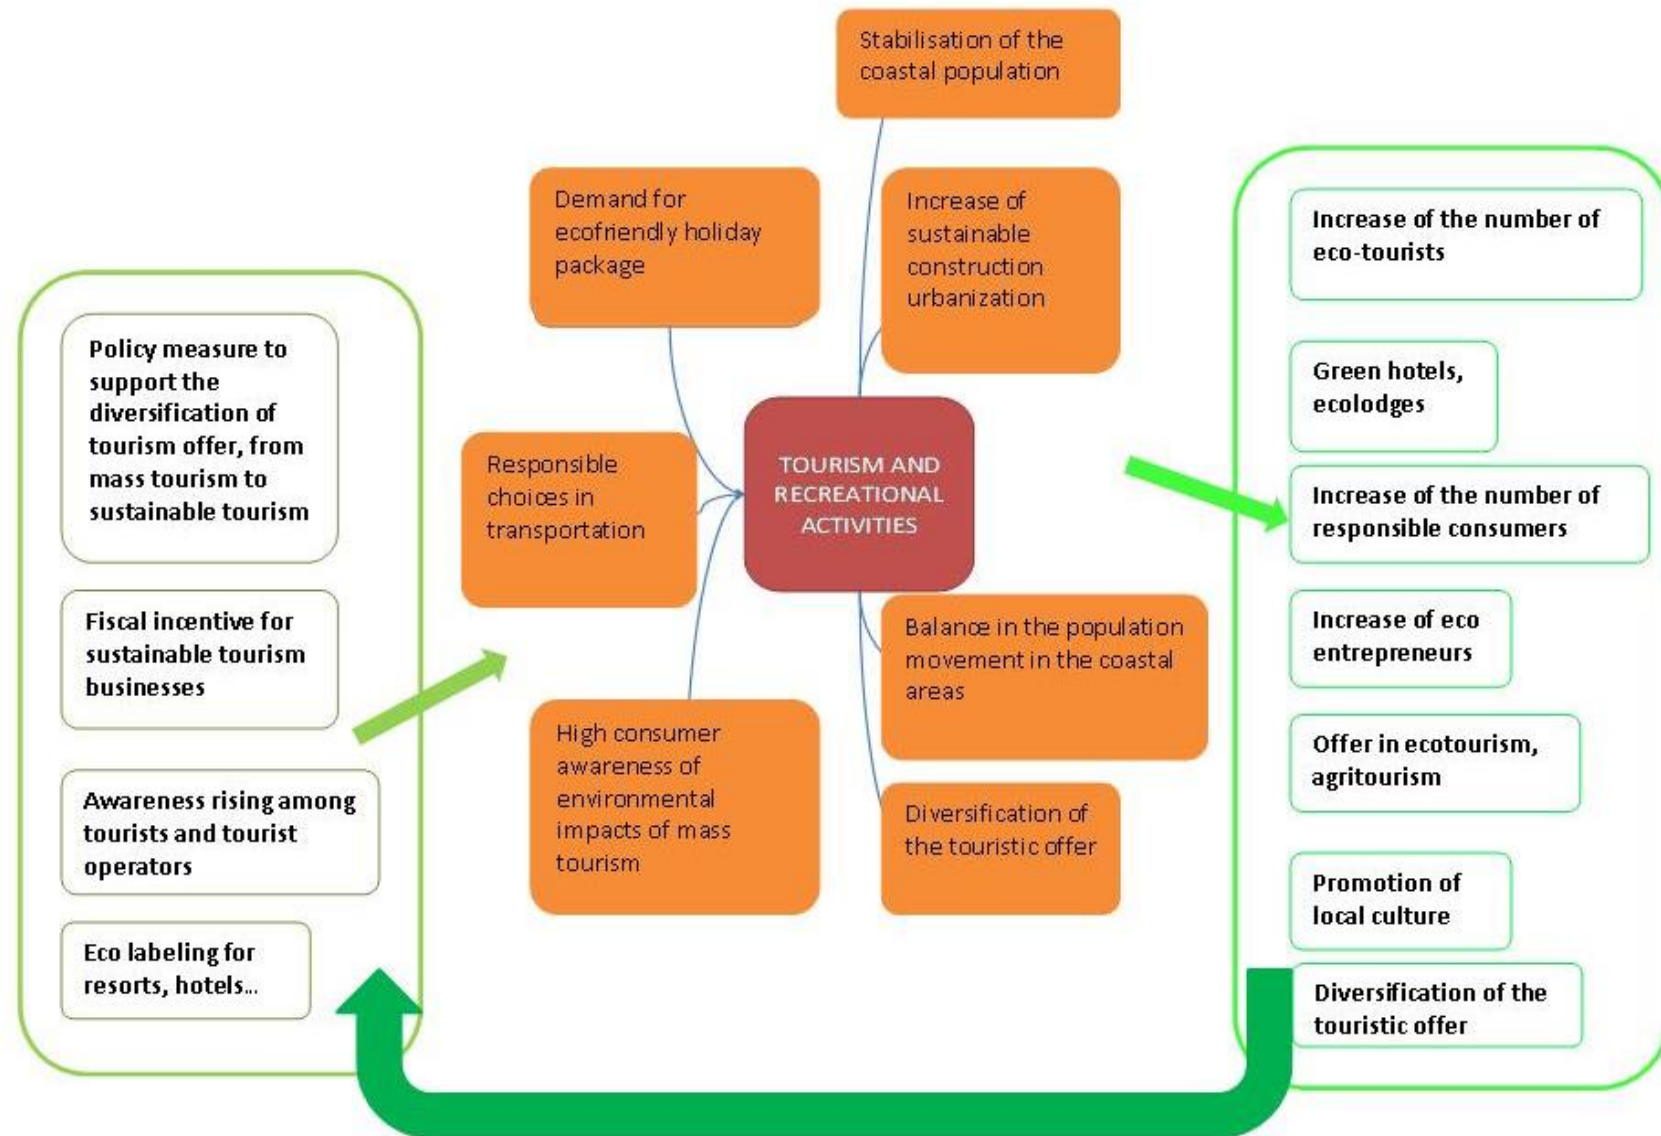 Policy measure to
support the
diversification of
tourism offer, from
mass tourism to
sustainable tourism
Fiscal incentive for
sustainable tourism
businesses
Awareness rising among
tourists and tourist
operators
Eco labeling for
resorts, hotels...
Demand for
ecofriendly holiday
package
Responsible
choices in
transportation
High consumer
awareness of
environmental
impacts of mass
tourism
TOURISM AND
RECREATIONAL
ACTIVITIES
Stabilisation of the
coastal population
Increase of
sustainable
construction
urbanization
Balance in the population
movement in the coastal
areas
Diversification of
the touristic offer
Increase of the number of
eco-tourists
Green hotels,
ecolodges
Increase of the number of
responsible consumers
Increase of eco
entrepreneurs
Offer in ecotourism,
agritourism
Promotion of
local culture
Diversification of the
touristic offer